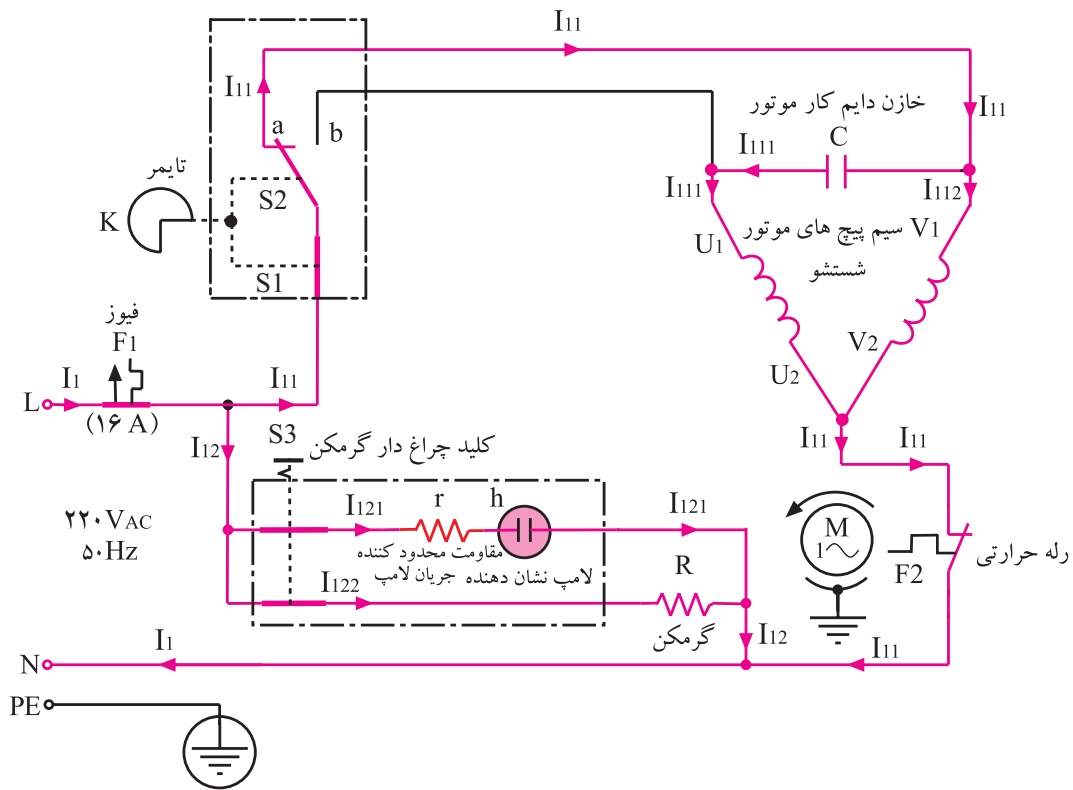 I11
I11
a
b
خازن دایم کار موتور
C
I11
تایمر
K
S2
S1
I111
I111
I112
U1
سیم پیچ های موتور
شستشو
V1
U2
V2
فیوز
F1
L
I1
(۱۶ A)
I11
I12
S3
کلید چراغ دار گرمکن
I11
I11
۲۲۰VAC
۵۰Hz
I121
r
h
I121
مقاومت محدود کننده
جریان لامپ
لامپ نشان دهنده
I122
R
گرمکن
M
1
F2
رله حرارتی
I12
N
I1
I11
PE